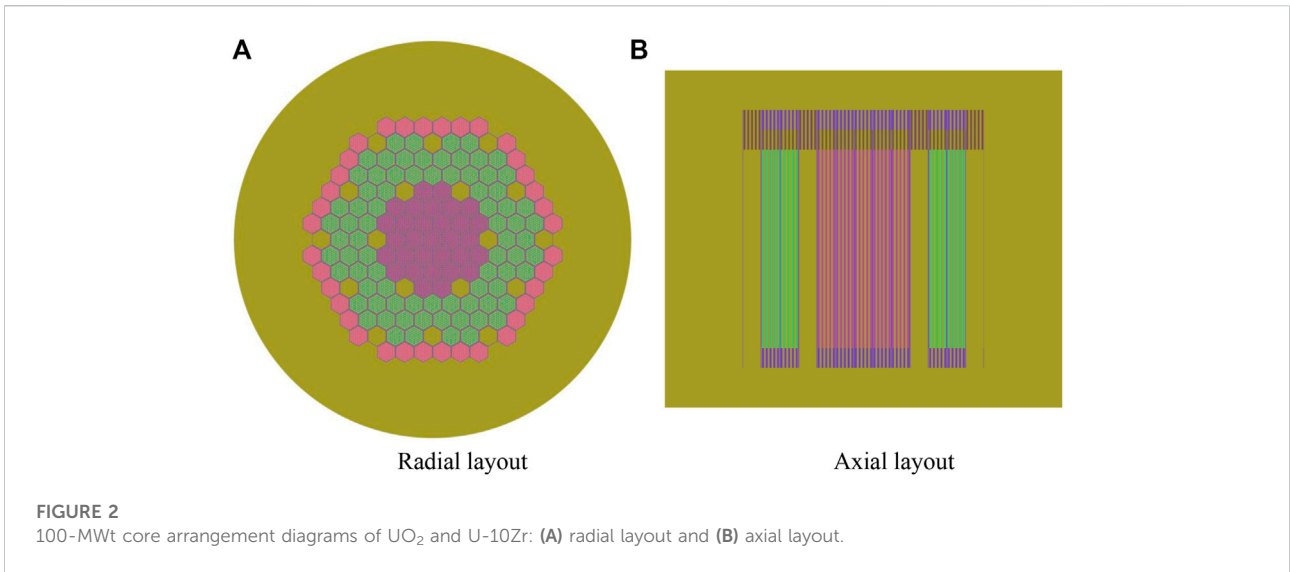 A
B
Radial layout
Axial layout
FIGURE 2
100-MWt core arrangement diagrams of UO₂ and U-10Zr: (A) radial layout and (B) axial layout.